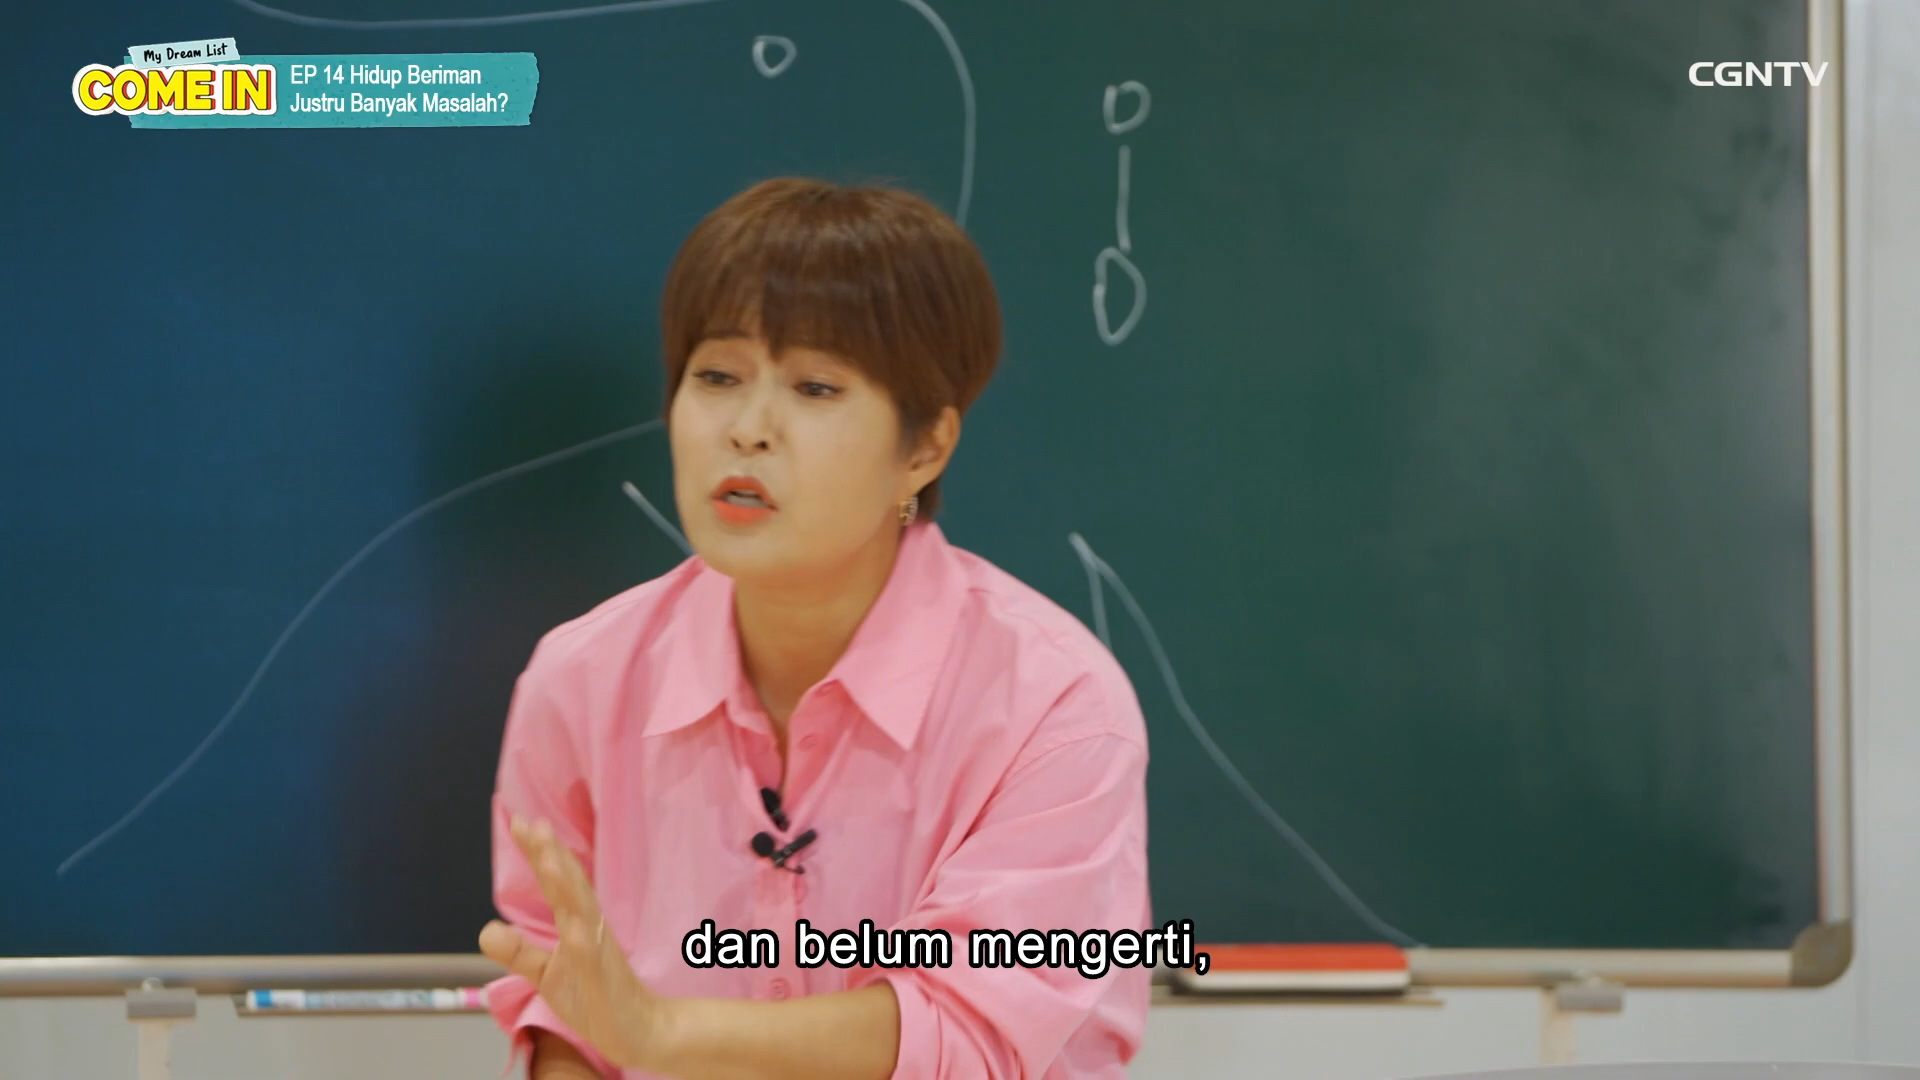 My Dream List
COME IN
EP 14 Hidup Beriman
Justru Banyak Masalah?
CGNTV
dan belum mengerti,